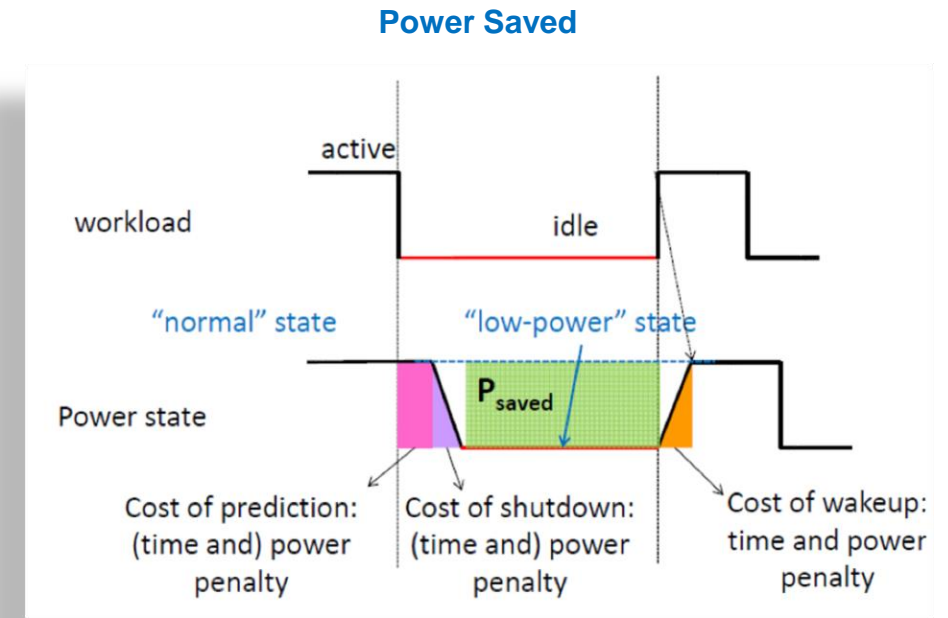 Power Saved
active
workload
idle
“normal” state
“low-power” state
P saved
Power state
Cost of prediction:
(time and) power
penalty
Cost of shutdown:
(time and) power
penalty
Cost of wakeup:
time and power
penalty